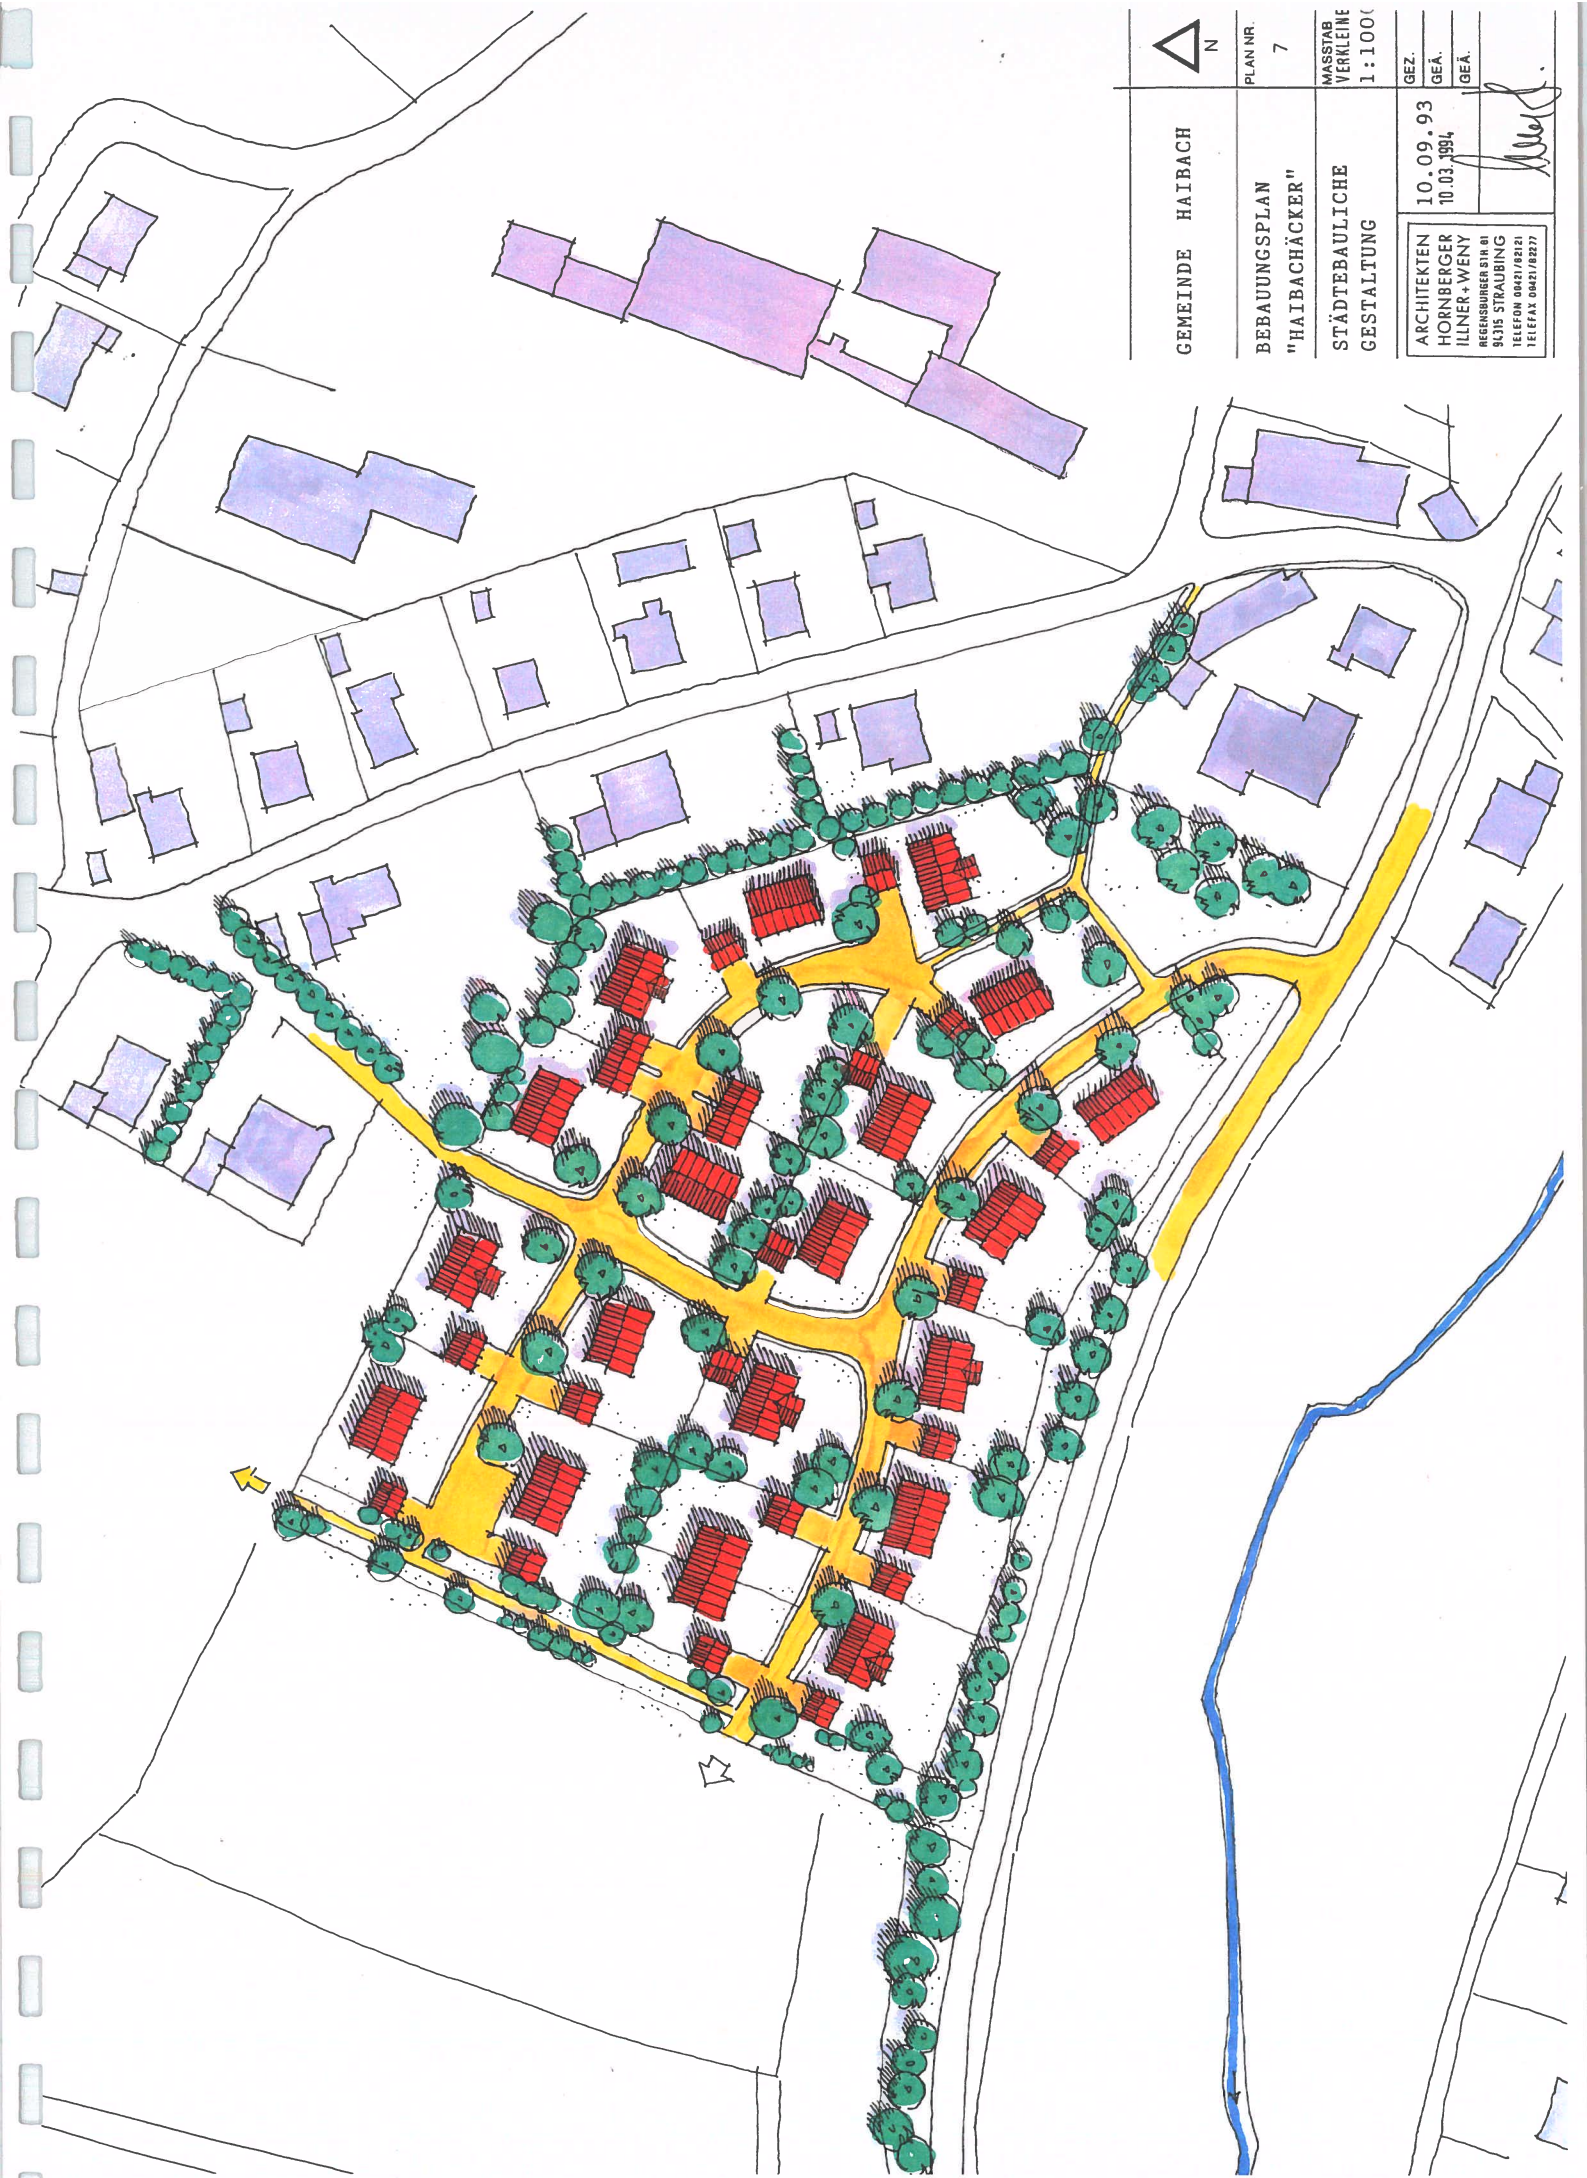 GEMEINDE HAIBACH
N
BEBAUUNGSPLAN
"HAIBACHÄCKER"
PLAN NR.
7
STÄDTEBAULICHE
GESTALTUNG
MASSTAB
VERKLEINE
1:1000
ARCHITEKTEN
HORNBERGER
ILLNER+WENY
REGENSBURGER STR 61
94315 STRAUBING
TELEFON 09421/82121
TELEFAX 09421/82277
10.09.93
10.03.1994
GEZ.
GEÄ.
GEÄ.